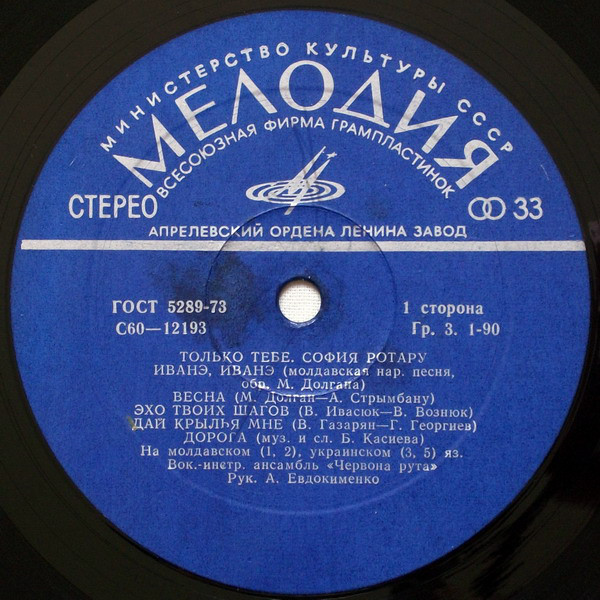 МИНИСТЕРСТВО КУЛЬТУРЫ СССР
МЕЛОДИЯ
ВСЕСОЮЗНАЯ ФИРМА ГРАМПЛАСТИНОК
СТЕРЕО
33
АПРЕЛЕВСКИЙ ОРДЕНА ЛЕНИНА ЗАВОД
ГОСТ 5289-73
1 сторона
С60—12193
Гр. 3. 1-90
ТОЛЬКО ТЕБЕ. СОФИЯ РОТАРУ
ИВАНЭ, ИВАНЭ (молдавская нар. песня,
обр. М. Долгана)
ВЕСНА (М. Долган—А. Стрымбану)
ЭХО ТВОИХ ШАГОВ (В. Ивасюк—В. Вознюк)
ДАЙ КРЫЛЬЯ МНЕ (В. Газарян—Г. Георгиев)
ДОРОГА (муз. и сл. Б. Касиева)
На молдавском (1, 2), украинском (3, 5) яз.
Вок.-инстр. ансамбль «Червона рута»
Рук. А. Евдокименко